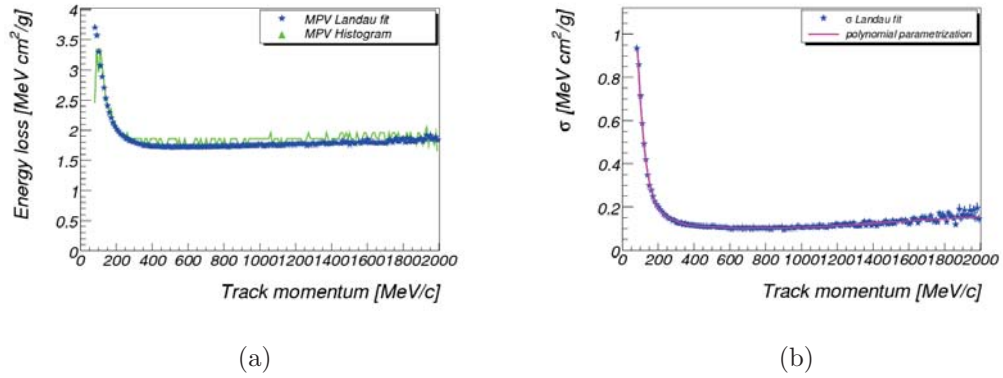 MPV Landau fit
MPV Histogram
Energy loss [MeV cm²/g]
4
3.5
3
2.5
2
1.5
1
0.5
0
0 200 400 600 800 1000 1200 1400 1600 1800 2000
Track momentum [MeV/c]
(a)
σ Landau fit
polynomial parametrization
σ [MeV cm²/g]
1
0.8
0.6
0.4
0.2
0
0 200 400 600 800 1000 1200 1400 1600 1800 2000
Track momentum [MeV/c]
(b)